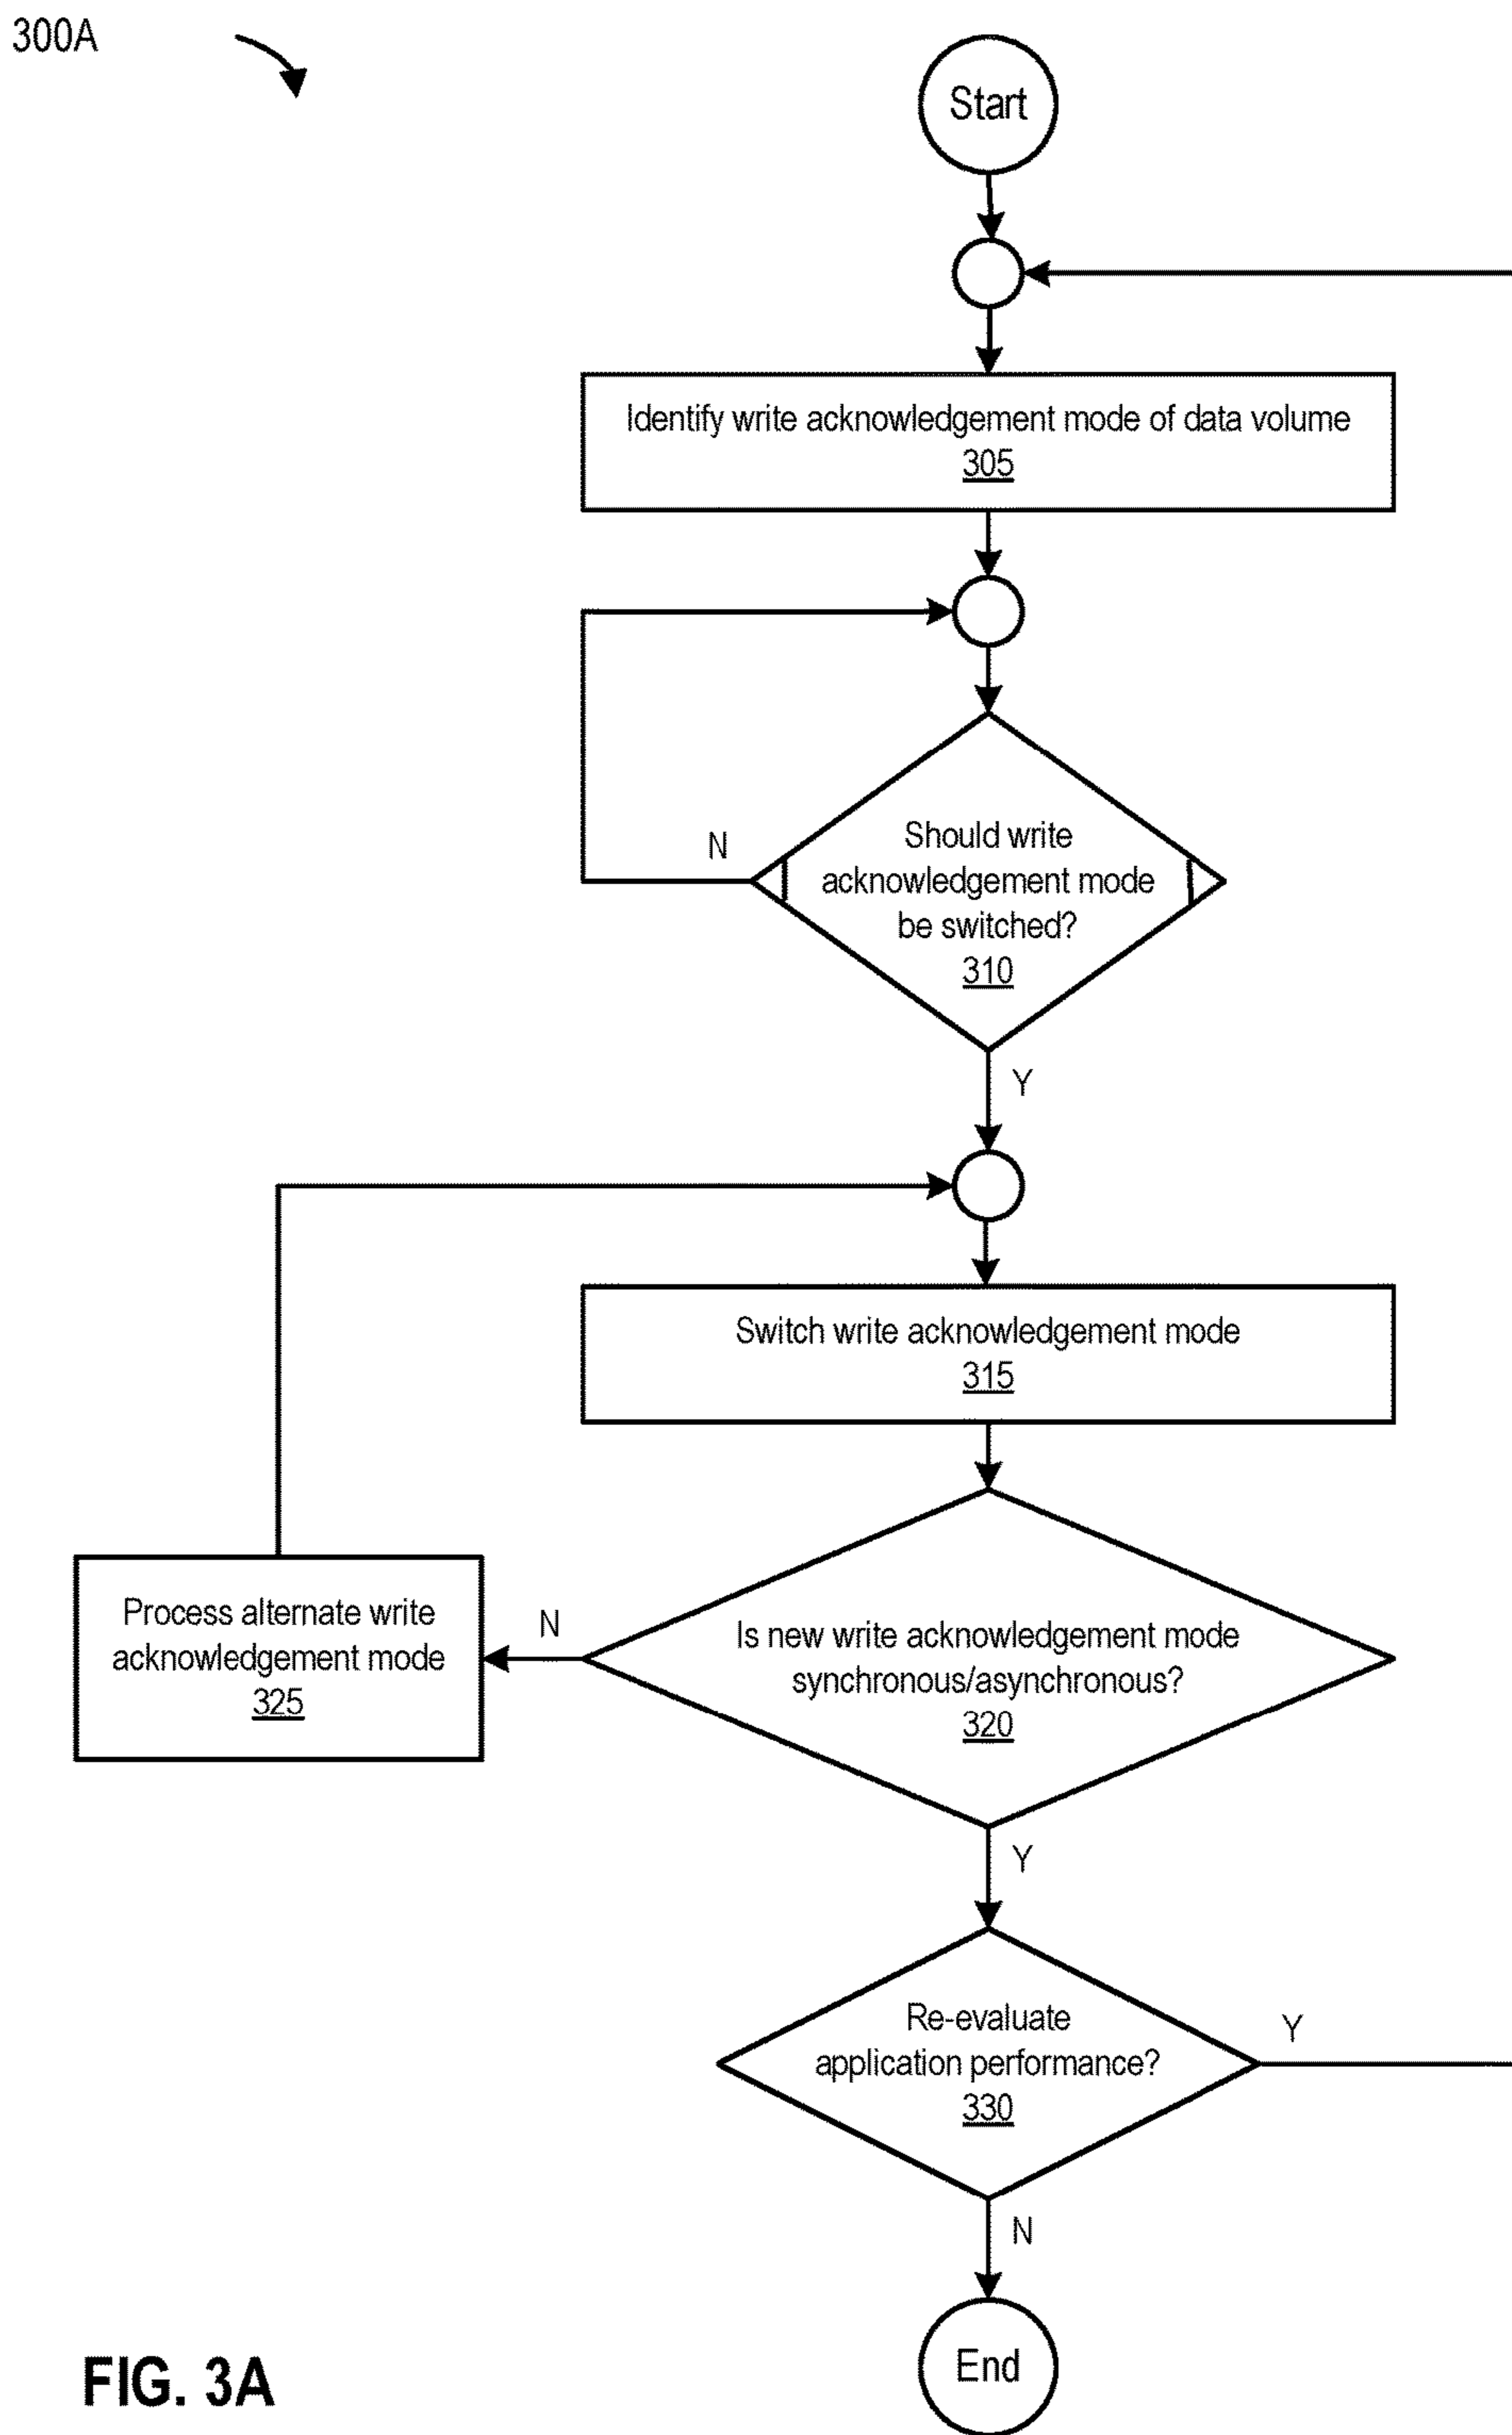 300A
Start
Identify write acknowledgement mode of data volume
305
N
Should write
acknowledgement mode
be switched?
310
Y
Switch write acknowledgement mode
315
Process alternate write
acknowledgement mode
325
N
Is new write acknowledgement mode
synchronous/asynchronous?
320
Y
Re-evaluate
application performance?
330
Y
N
End
FIG. 3A